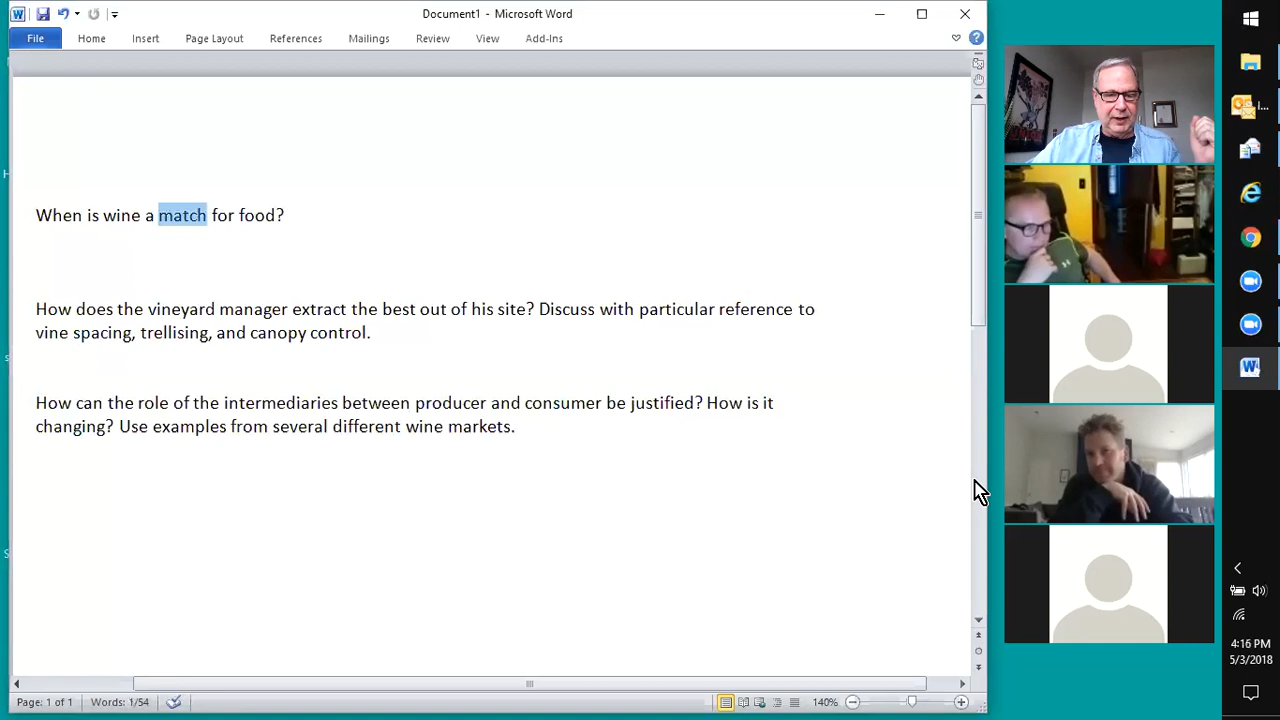 Document1 - Microsoft Word
File Home Insert Page Layout References Mailings Review View Add-Ins
When is wine a match for food?
How does the vineyard manager extract the best out of his site? Discuss with particular reference to
vine spacing, trellising, and canopy control.
How can the role of the intermediaries between producer and consumer be justified? How is it
changing? Use examples from several different wine markets.
Page: 1 of 1 Words: 1/54 140%
4:16 PM
5/3/2018